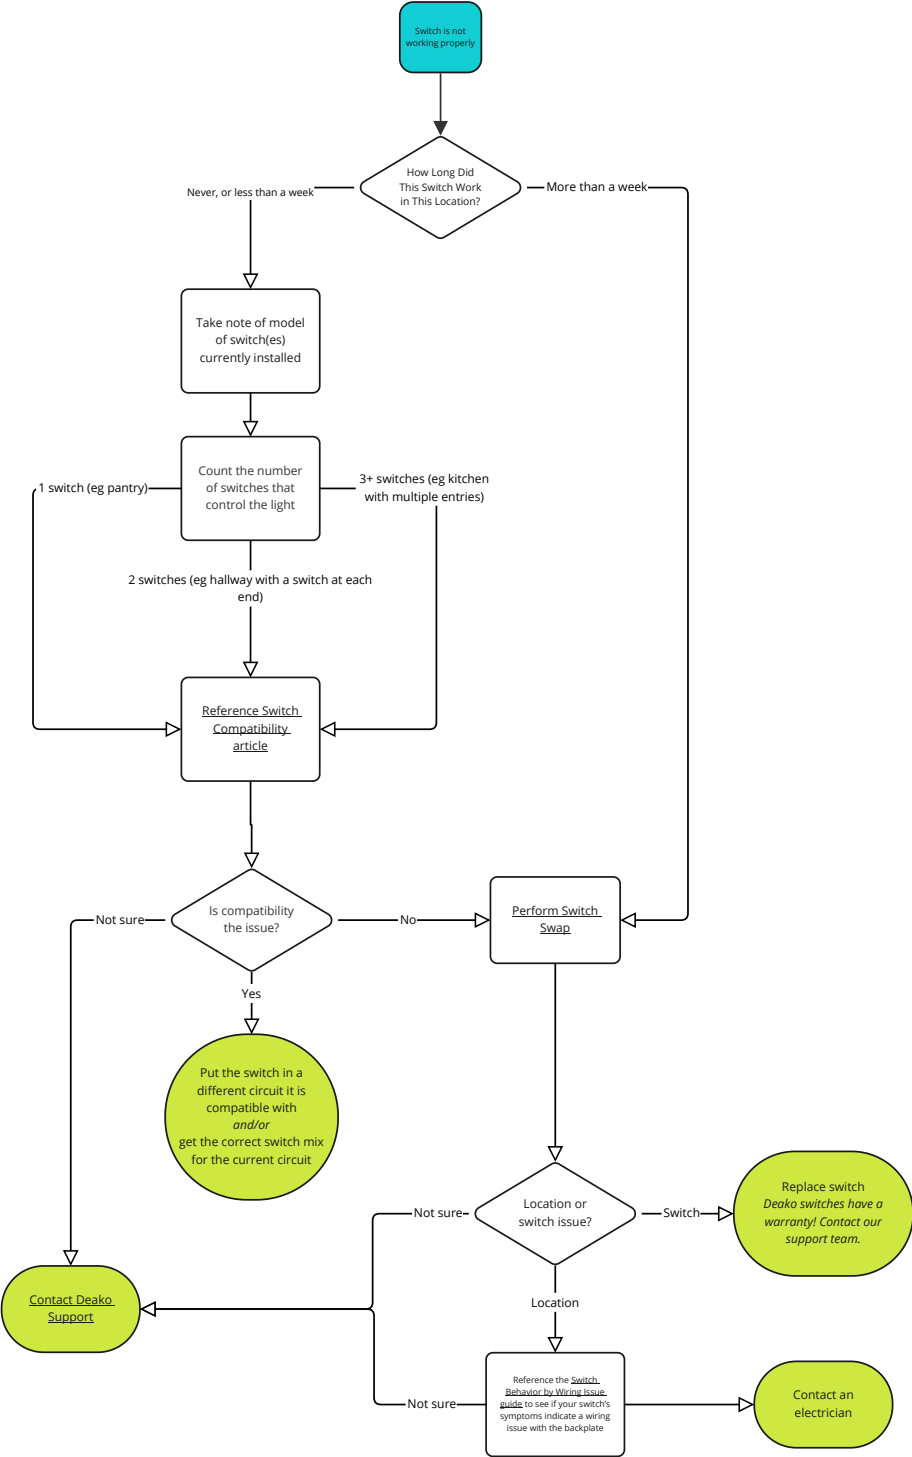 Switch is not
working properly
How Long Did
This Switch Work
in This Location?
Never, or less than a week
More than a week
Take note of model
of switch(es)
currently installed
Count the number
of switches that
control the light
1 switch (eg pantry)
3+ switches (eg kitchen
with multiple entries)
2 switches (eg hallway with a switch at each
end)
Reference Switch
Compatibility
article
Is compatibility
the issue?
Not sure
No
Perform Switch
Swap
Yes
Put the switch in a
different circuit it is
compatible with
and/or
get the correct switch mix
for the current circuit
Location or
switch issue?
Not sure
Switch
Replace switch
Deako switches have a
warranty! Contact our
support team.
Contact Deako
Support
Location
Reference the Switch
Behavior by Wiring Issue
guide to see if your switch's
symptoms indicate a wiring
issue with the backplate
Not sure
Contact an
electrician